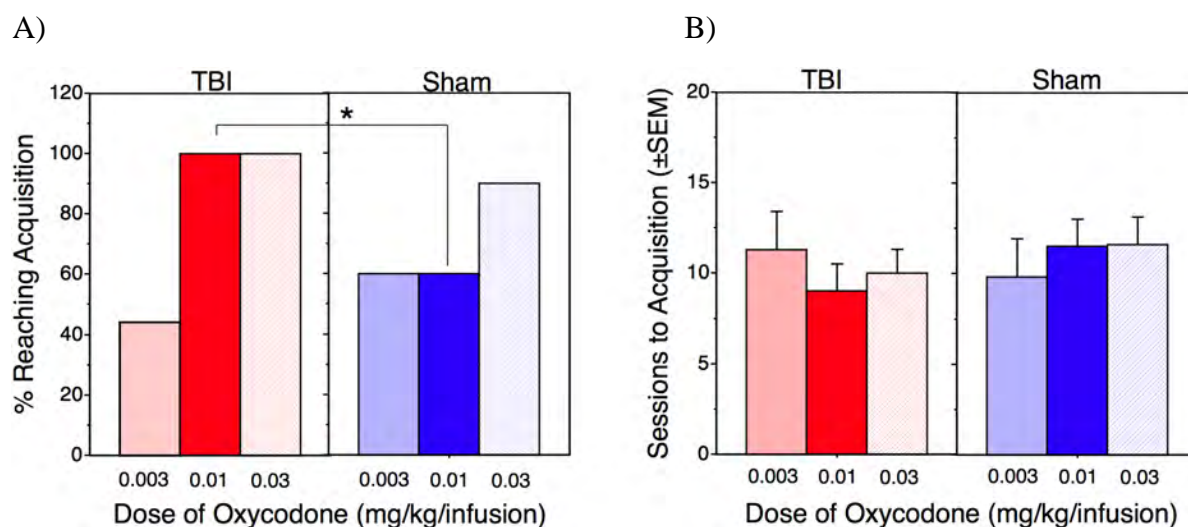 A)
TBI
Sham
% Reaching Acquisition
120
100
80
60
40
20
0
*
0.003
0.01
0.03
0.003
0.01
0.03
Dose of Oxycodone (mg/kg/infusion)
B)
TBI
Sham
Sessions to Acquisition (±SEM)
20
15
10
5
0
0.003
0.01
0.03
0.003
0.01
0.03
Dose of Oxycodone (mg/kg/infusion)